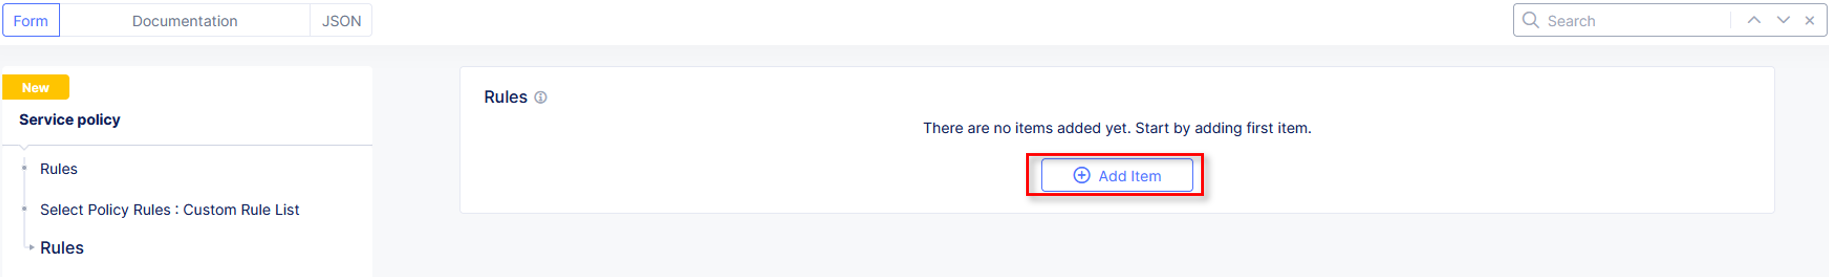 Form
Documentation
JSON
Search
New
Service policy
Rules
Select Policy Rules : Custom Rule List
Rules
Rules
There are no items added yet. Start by adding first item.
Add Item